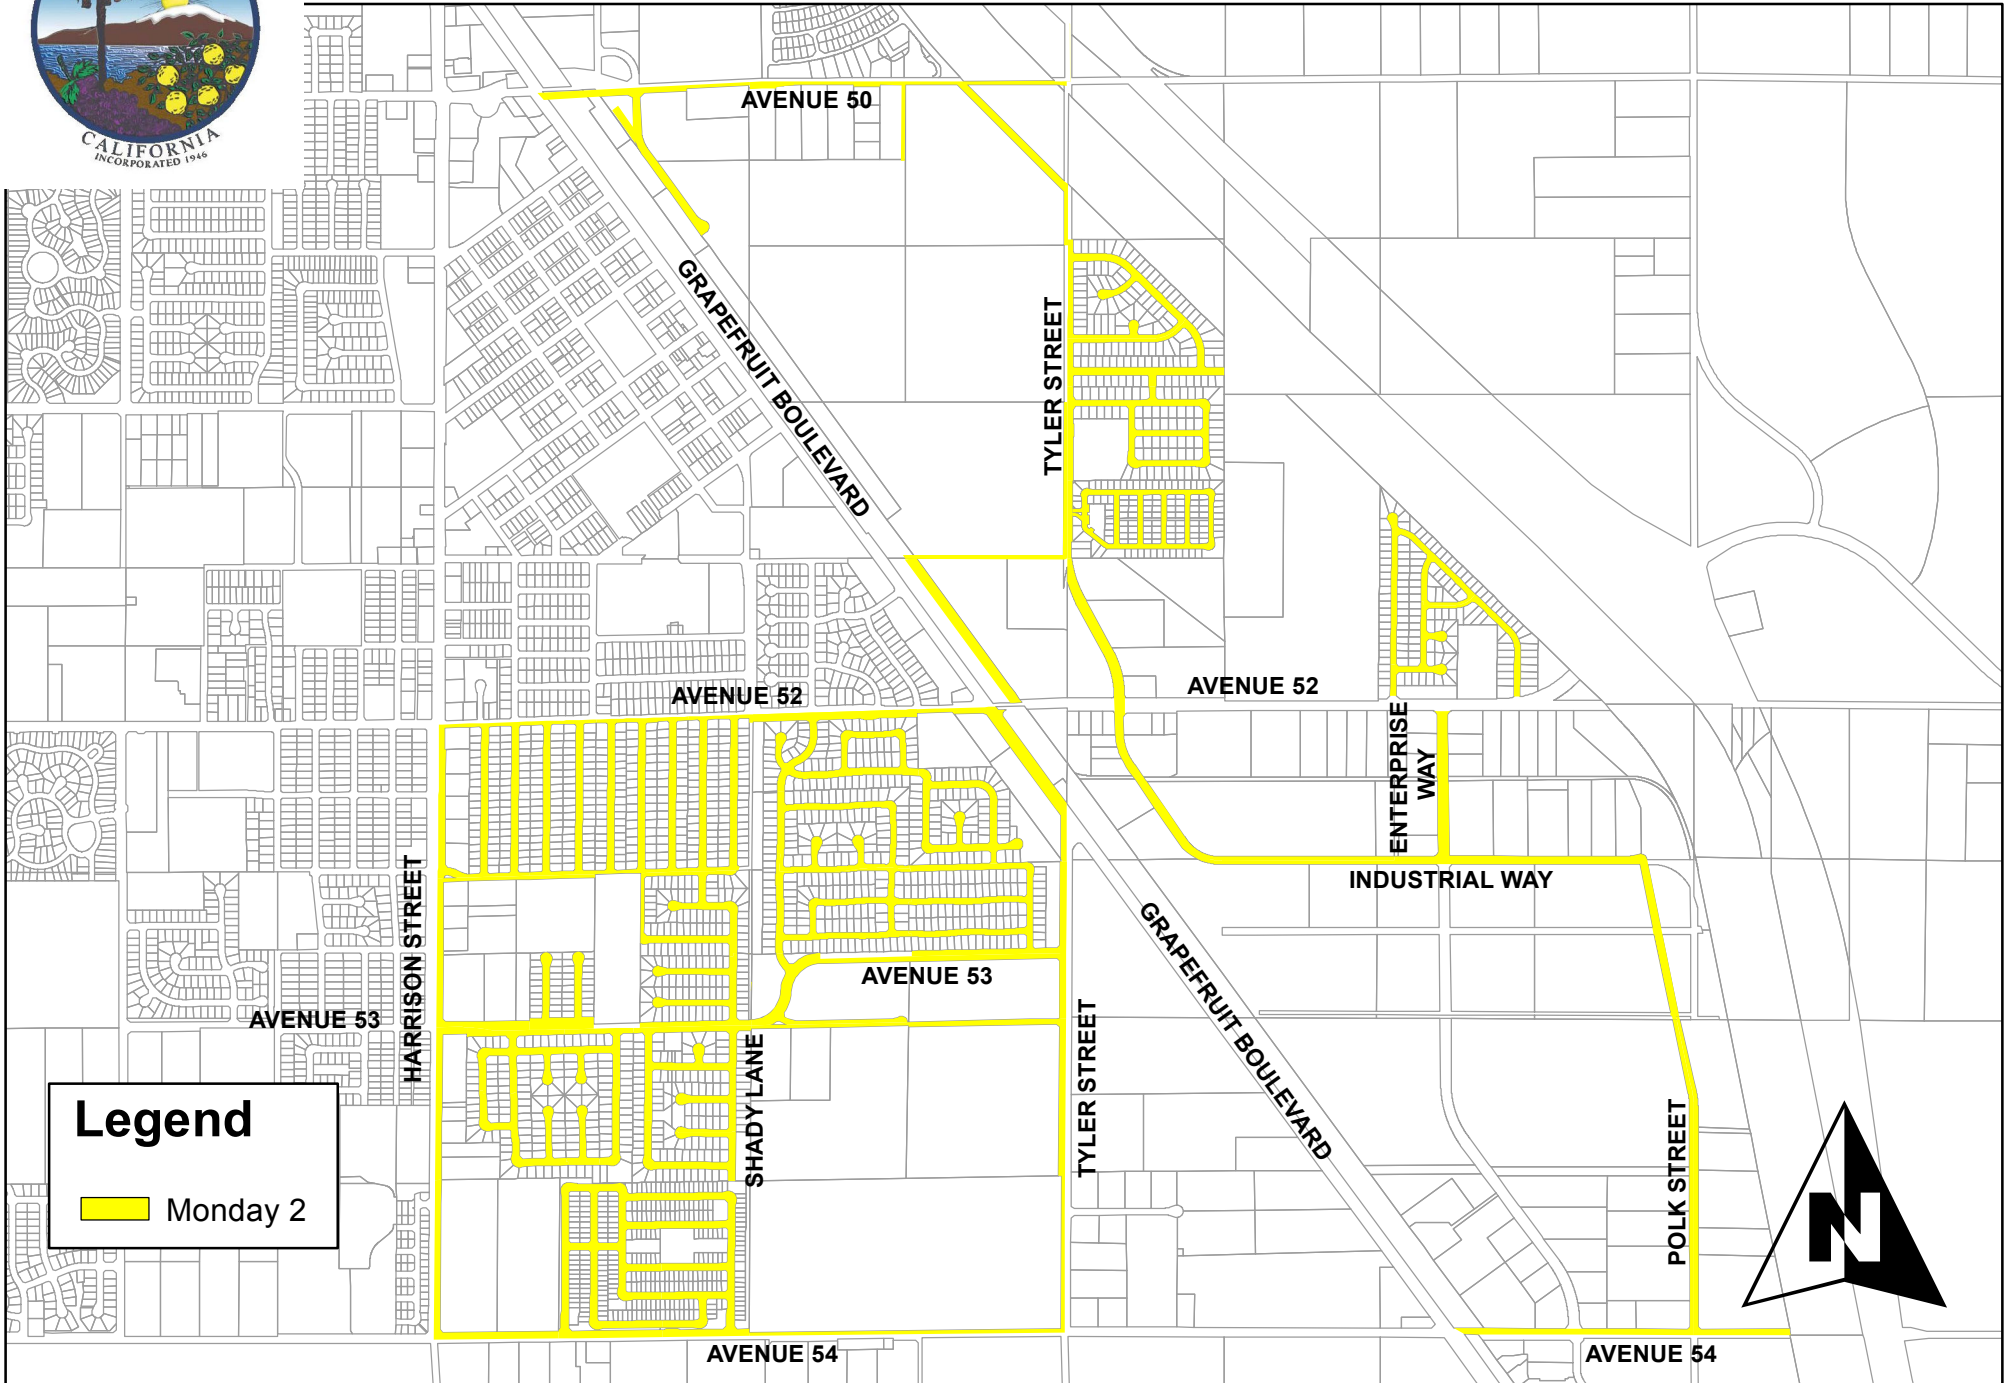 CALIFORNIA
INCORPORATED 1946
AVENUE 50
GRAPEFRUIT BOULEVARD
TYLER STREET
AVENUE 52
AVENUE 52
ENTERPRISE
WAY
HARRISON STREET
INDUSTRIAL WAY
GRAPEFRUIT BOULEVARD
AVENUE 53
AVENUE 53
TYLER STREET
SHADY LANE
POLK STREET
Legend
Monday 2
N
AVENUE 54
AVENUE 54